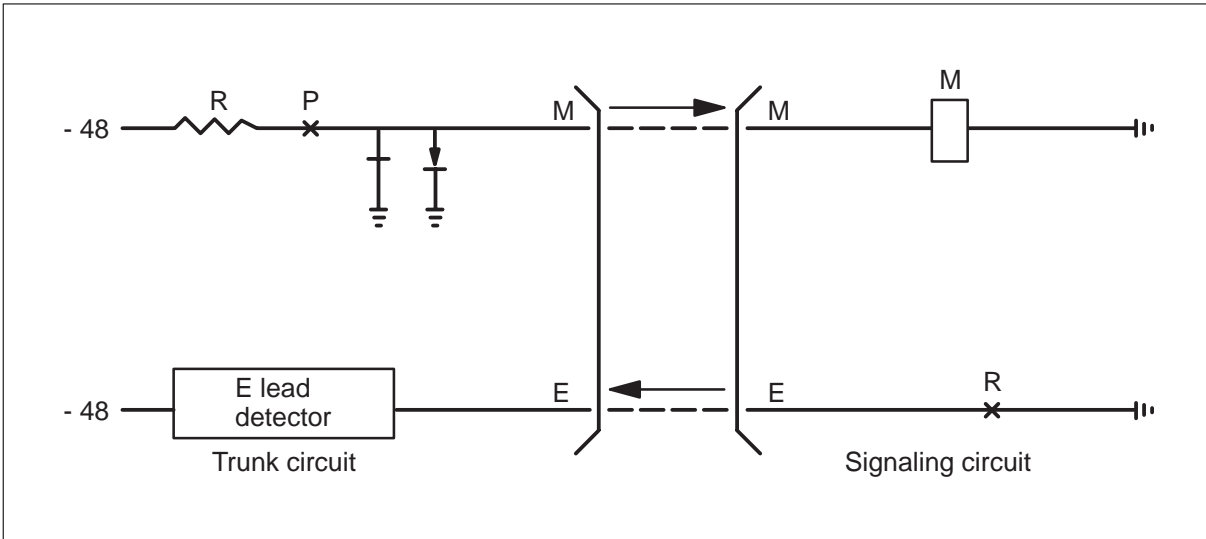 R P M M M
- 48
E lead
detector
- 48 E E R
Trunk circuit Signaling circuit